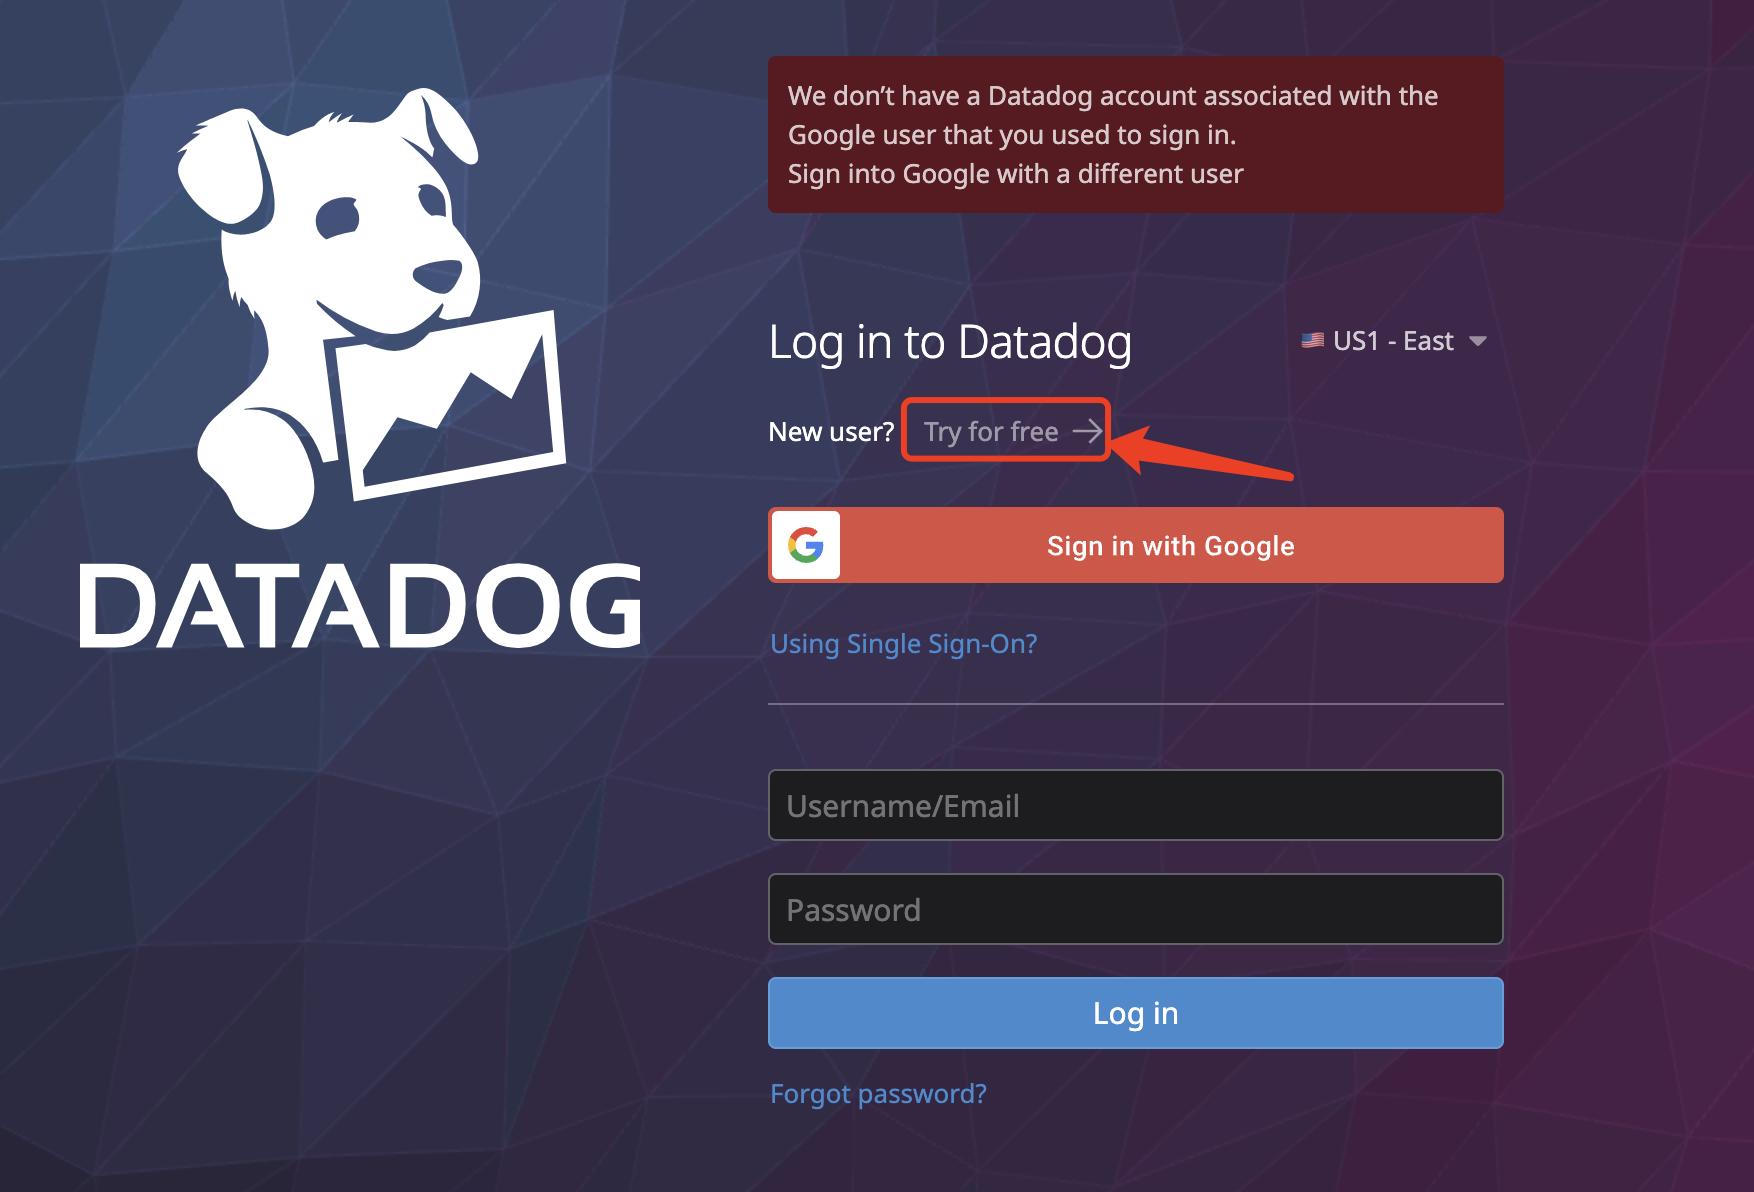 We don’t have a Datadog account associated with the
Google user that you used to sign in.
Sign into Google with a different user
DATADOG
Log in to Datadog
US1 - East
New user? Try for free
Sign in with Google
Using Single Sign-On?
Username/Email
Password
Log in
Forgot password?